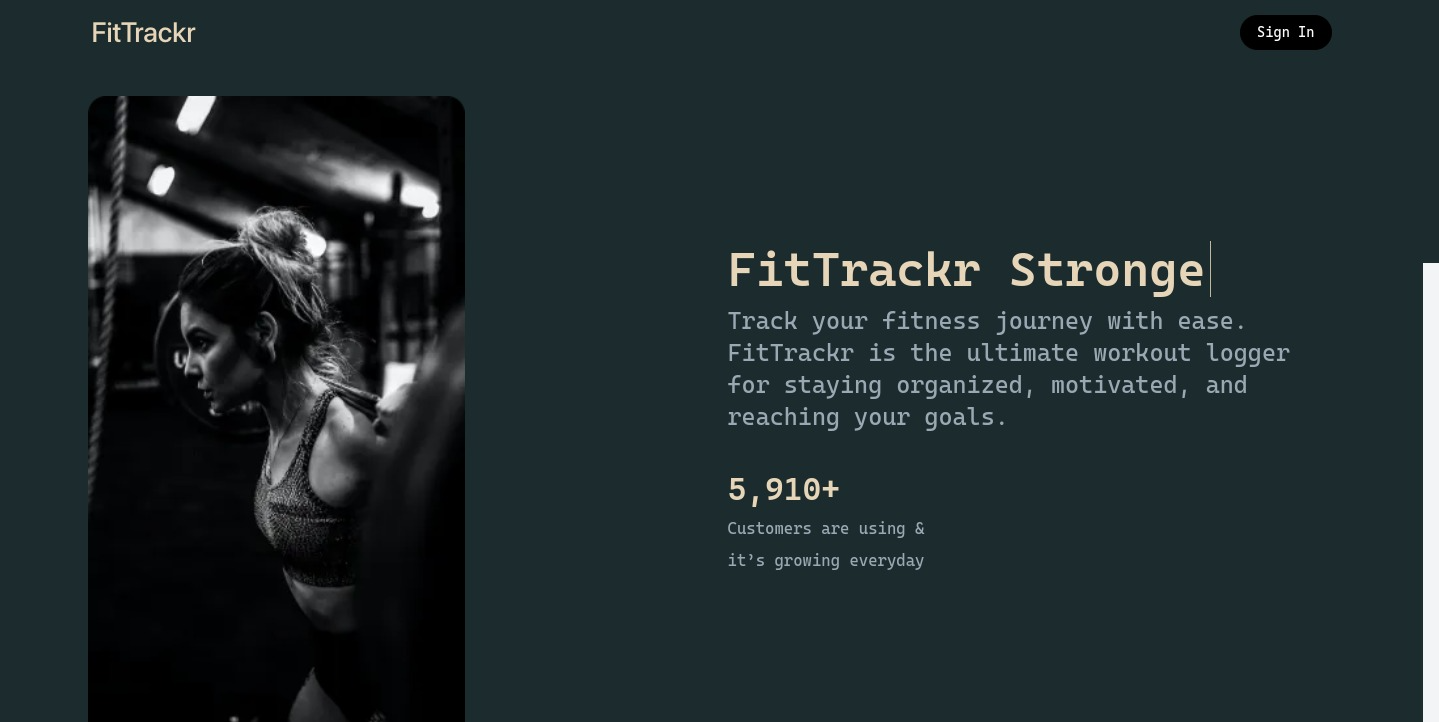 FitTrackr
Sign In
FitTrackr Stronge
Track your fitness journey with ease.
FitTrackr is the ultimate workout logger
for staying organized, motivated, and
reaching your goals.
5,910+
Customers are using &
it’s growing everyday